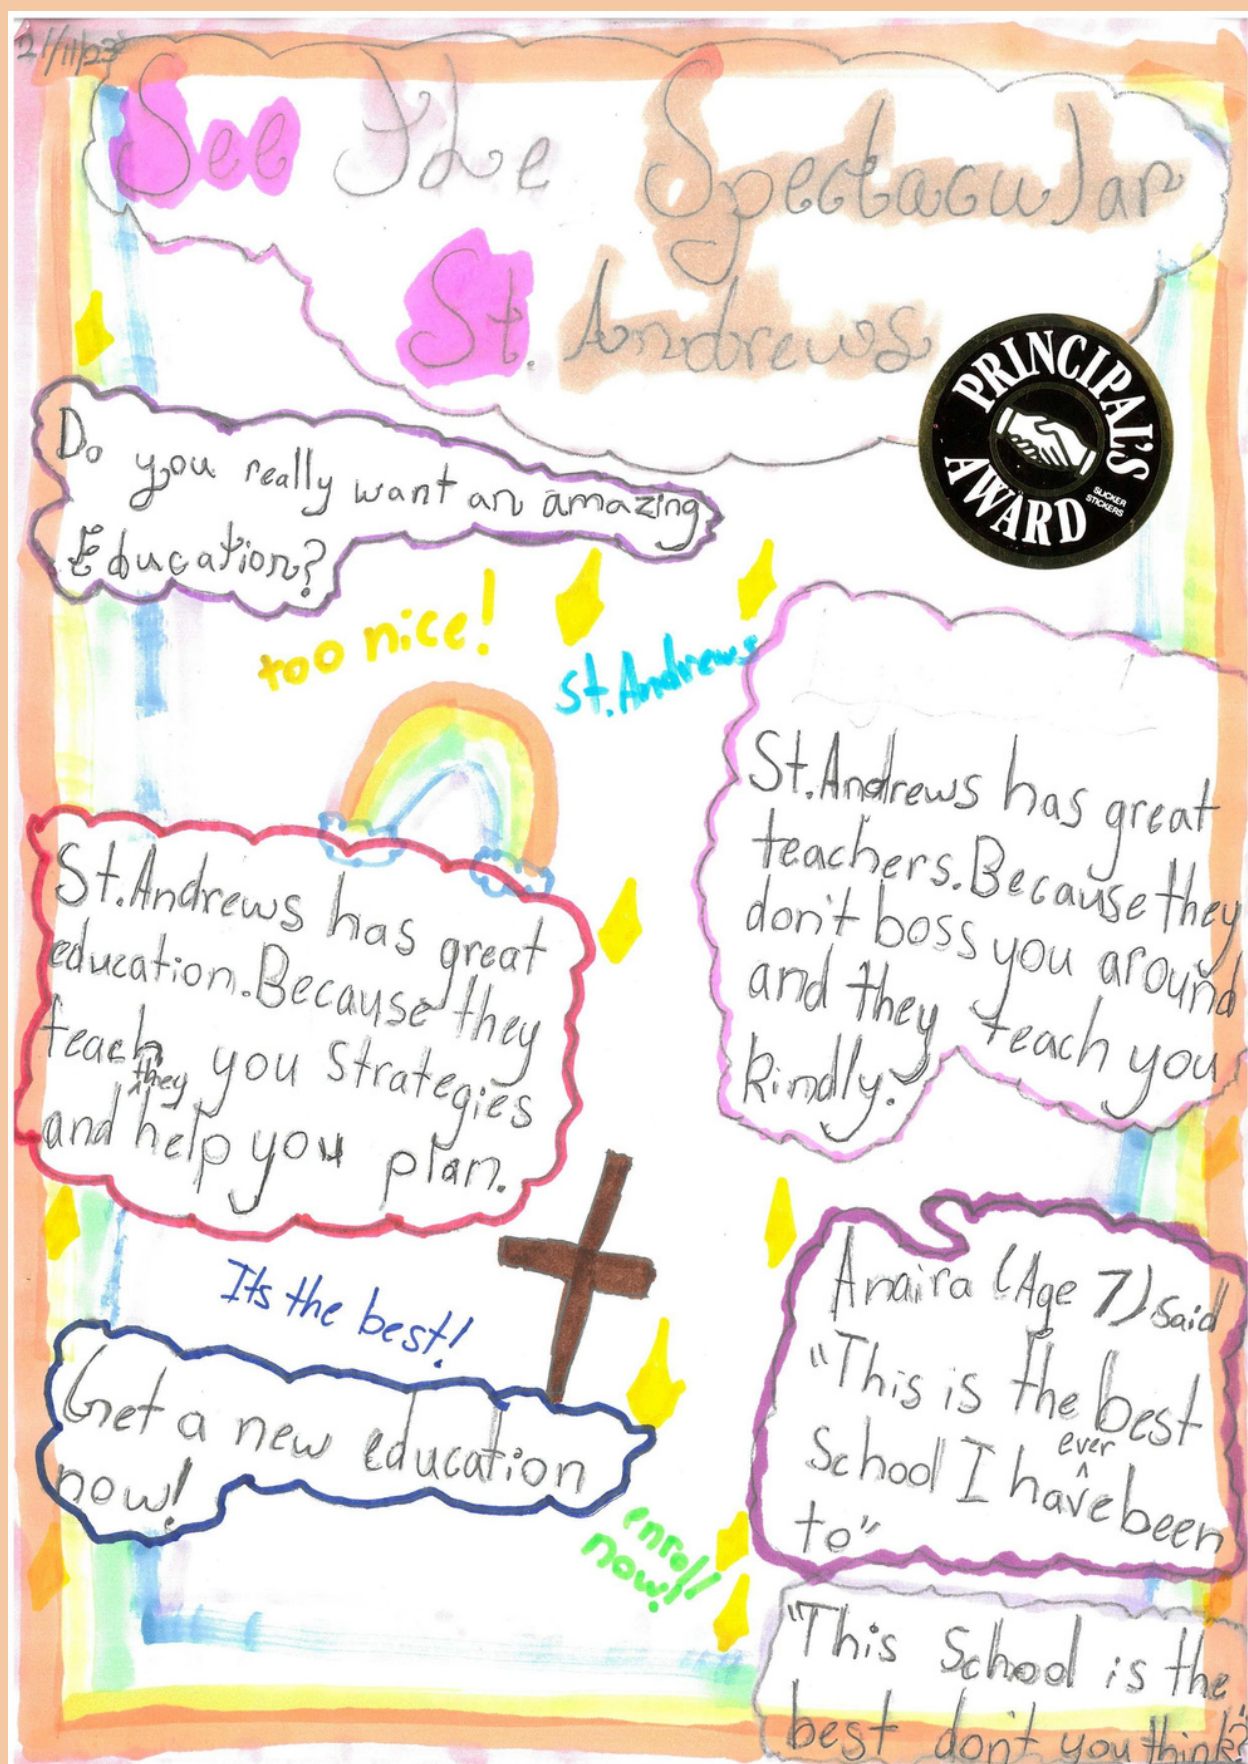 21/11/23
See The Spectacular
St. Andrews
PRINCIPAL'S
AWARD
SLICKER
STICKERS
Do you really want an amazing
Education?
too nice!
St. Andrews
St. Andrews has great
teachers. Because they
don't boss you around
and they teach you
kindly.
St. Andrews has great
education. Because they
teach you strategies
and they help you plan.
Its the best!
Get a new education
now!
enroll
now!
Anaira (Age 7) said
"This is the best
School I have ever been
to"
"This School is the
best don't you think?"